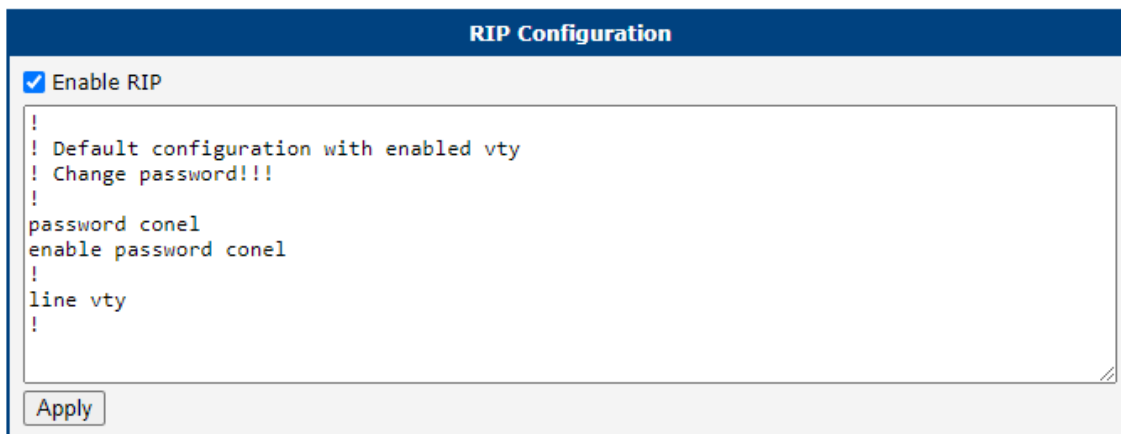 RIP Configuration
Enable RIP
!
! Default configuration with enabled vty
! Change password!!!
!
password conel
enable password conel
!
line vty
!
Apply